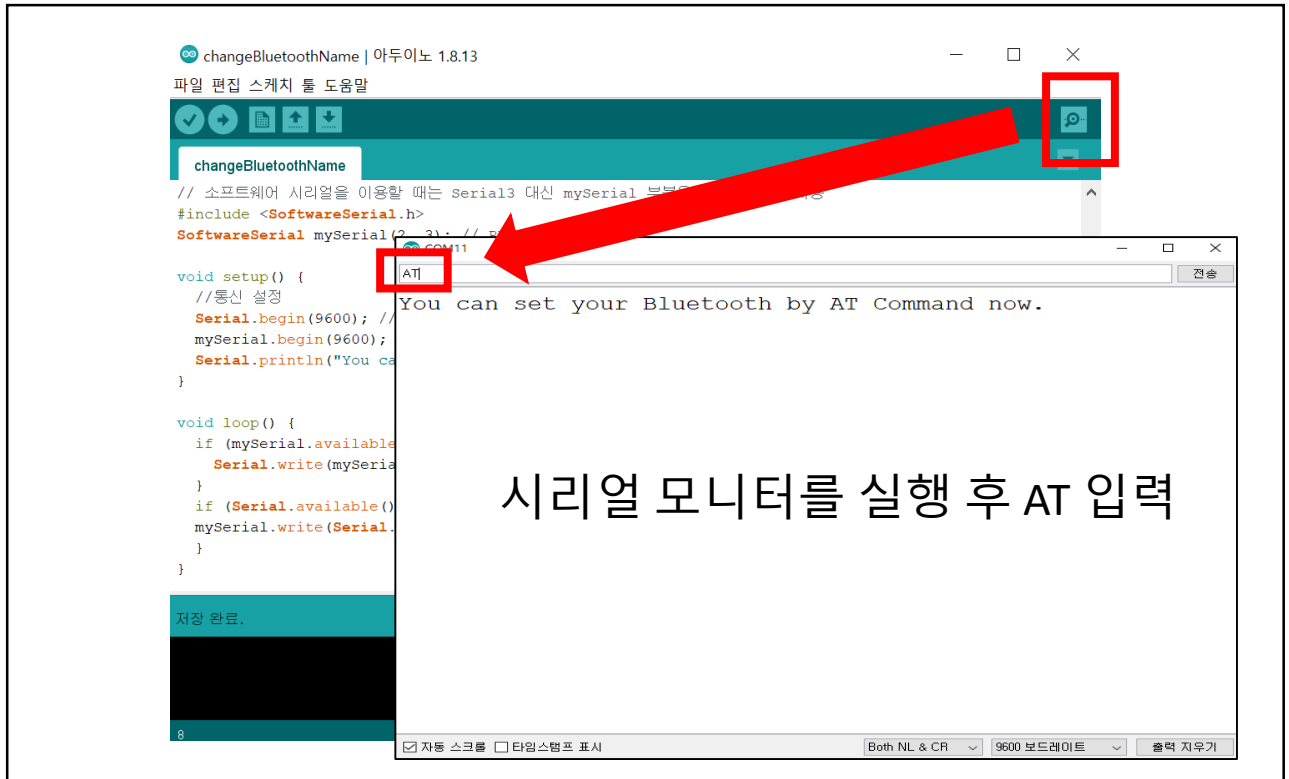 changeBluetoothName | 아두이노 1.8.13
파일 편집 스케치 툴 도움말
changeBluetoothName
// 소프트웨어 시리얼을 이용할 때는 Serial3 대신 mySerial
#include <SoftwareSerial.h>
SoftwareSerial mySerial(2, 3); //
void setup() {
//통신 설정
Serial.begin(9600); //
mySerial.begin(9600);
Serial.println("You ca
}
void loop() {
if (mySerial.available
Serial.write(mySeria
}
if (Serial.available()
mySerial.write(Serial.
}
}
저장 완료.
8
COM11
AT
전송
You can set your Bluetooth by AT Command now.
시리얼 모니터를 실행 후 AT 입력
자동 스크롤 타임스탬프 표시
Both NL & CR
9600 보드레이트
출력 지우기